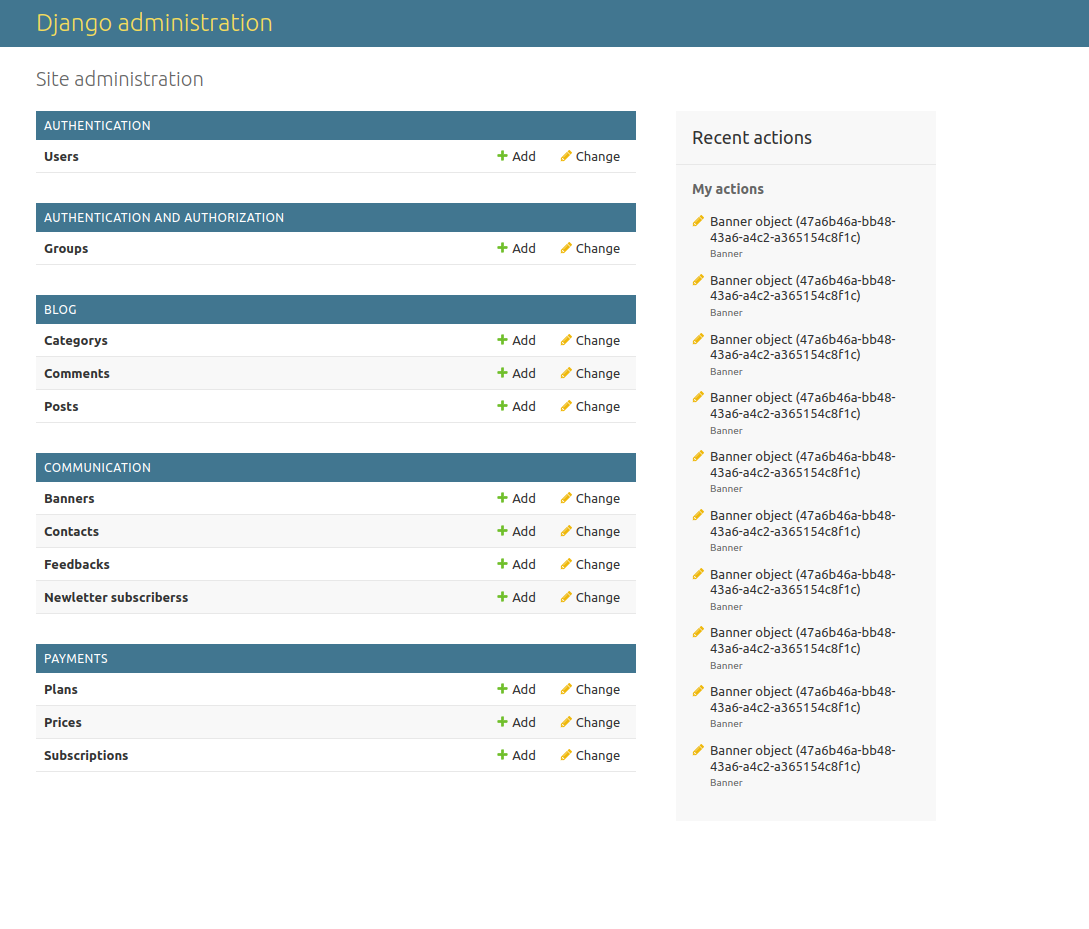 Django administration
Site administration
AUTHENTICATION
Users Add Change
AUTHENTICATION AND AUTHORIZATION
Groups Add Change
BLOG
Categorys Add Change
Comments Add Change
Posts Add Change
COMMUNICATION
Banners Add Change
Contacts Add Change
Feedbacks Add Change
Newletter subscriberss Add Change
PAYMENTS
Plans Add Change
Prices Add Change
Subscriptions Add Change
Recent actions
My actions
Banner object (47a6b46a-bb48-
43a6-a4c2-a365154c8f1c)
Banner
Banner object (47a6b46a-bb48-
43a6-a4c2-a365154c8f1c)
Banner
Banner object (47a6b46a-bb48-
43a6-a4c2-a365154c8f1c)
Banner
Banner object (47a6b46a-bb48-
43a6-a4c2-a365154c8f1c)
Banner
Banner object (47a6b46a-bb48-
43a6-a4c2-a365154c8f1c)
Banner
Banner object (47a6b46a-bb48-
43a6-a4c2-a365154c8f1c)
Banner
Banner object (47a6b46a-bb48-
43a6-a4c2-a365154c8f1c)
Banner
Banner object (47a6b46a-bb48-
43a6-a4c2-a365154c8f1c)
Banner
Banner object (47a6b46a-bb48-
43a6-a4c2-a365154c8f1c)
Banner
Banner object (47a6b46a-bb48-
43a6-a4c2-a365154c8f1c)
Banner